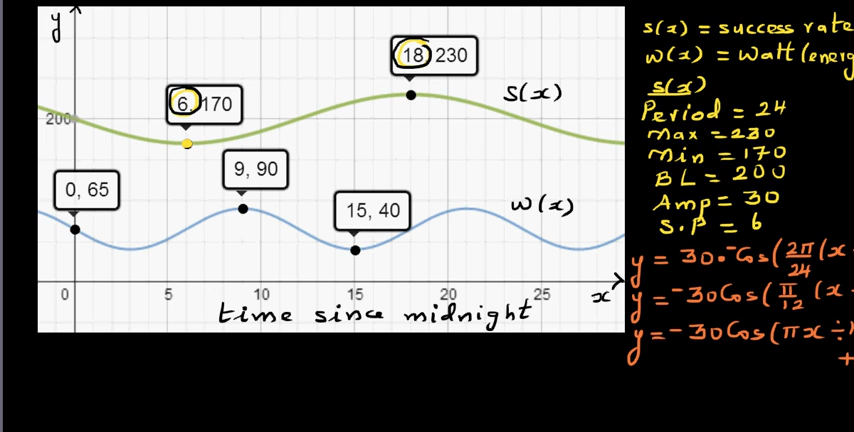 y
18, 230
6, 170
s(x)
200
9, 90
0, 65
15, 40
w(x)
0 5 10 15 20 25
x
time since midnight
s(x) = success rate
w(x) = Watt (energ
s(x)
Period = 24
Max = 230
Min = 170
BL = 200
Amp = 30
S.P = 6
y = 30·-Cos(2π/24 (x
y = -30Cos(π/12 (x -
y = -30Cos(πx ÷
+